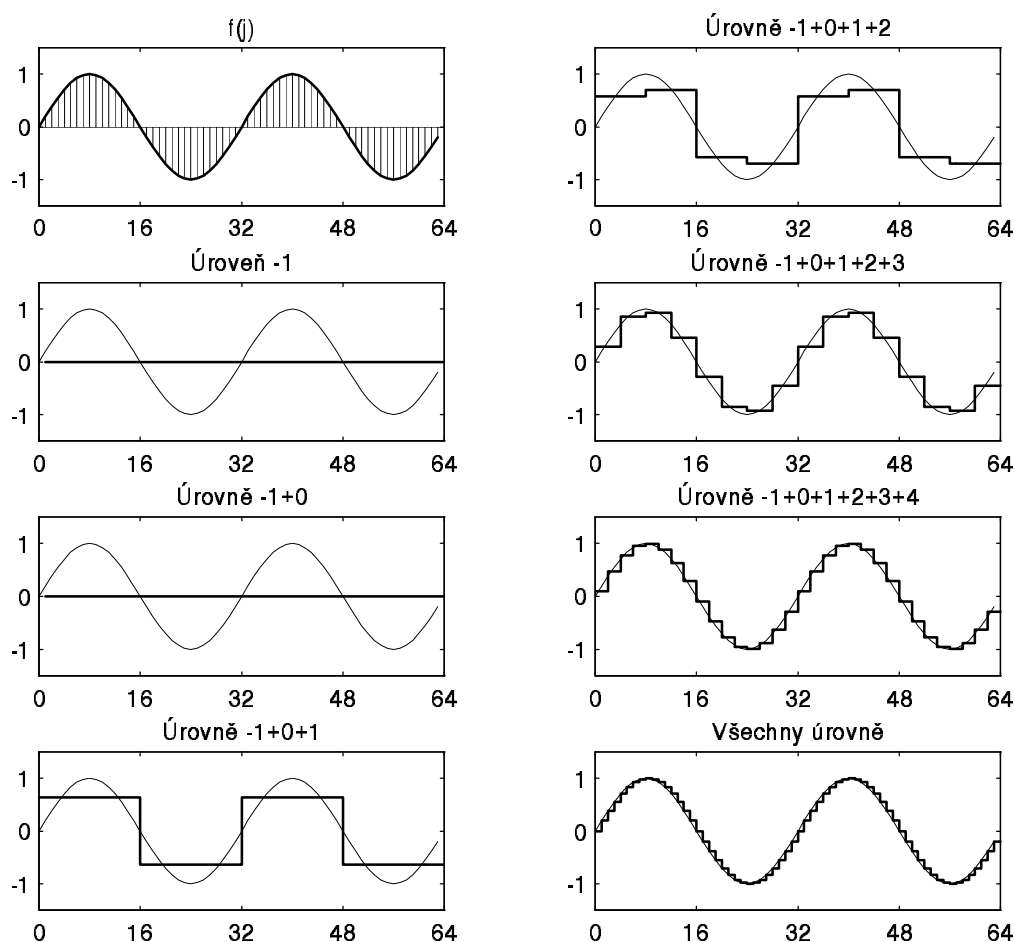 f(j)
1
0
-1
0 16 32 48 64
Úroveň -1
1
0
-1
0 16 32 48 64
Úrovně -1+0
1
0
-1
0 16 32 48 64
Úrovně -1+0+1
1
0
-1
0 16 32 48 64
Úrovně -1+0+1+2
1
0
-1
0 16 32 48 64
Úrovně -1+0+1+2+3
1
0
-1
0 16 32 48 64
Úrovně -1+0+1+2+3+4
1
0
-1
0 16 32 48 64
Všechny úrovně
1
0
-1
0 16 32 48 64